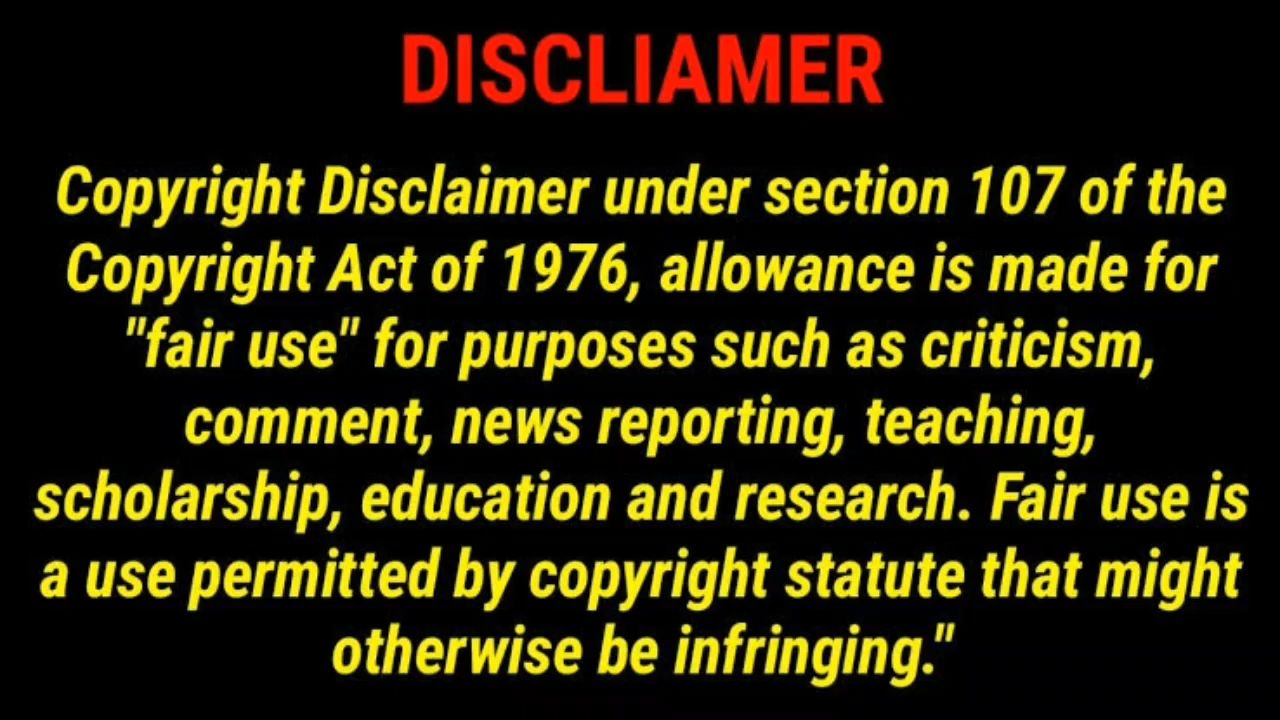 DISCLIAMER
Copyright Disclaimer under section 107 of the
Copyright Act of 1976, allowance is made for
"fair use" for purposes such as criticism,
comment, news reporting, teaching,
scholarship, education and research. Fair use is
a use permitted by copyright statute that might
otherwise be infringing."